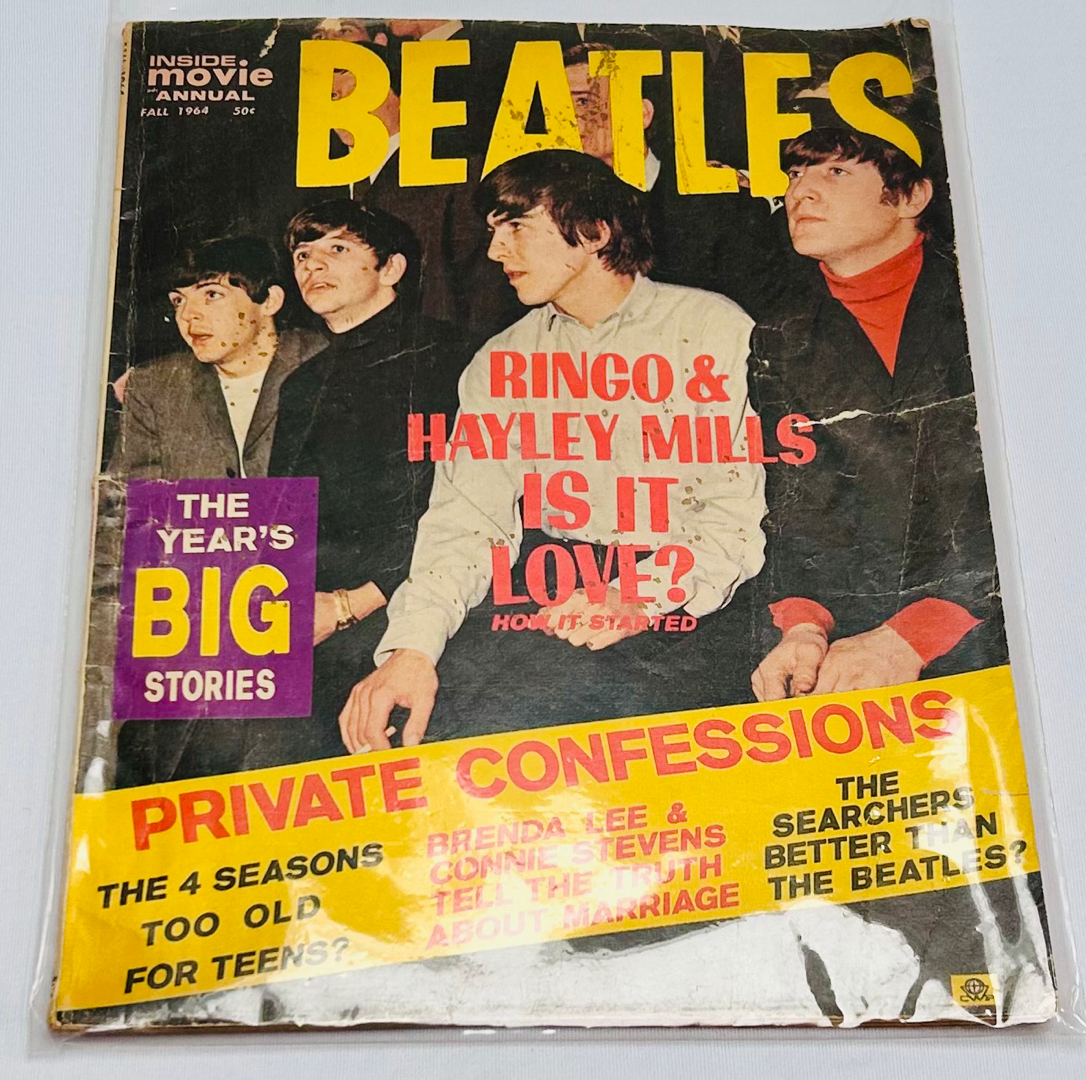 INSIDE
movie
ANNUAL
FALL 1964 50¢
BEATLES
RINGO &
HAYLEY MILLS
IS IT
LOVE?
HOW IT STARTED
THE
YEAR'S
BIG
STORIES
PRIVATE CONFESSIONS
THE 4 SEASONS
TOO OLD
FOR TEENS?
BRENDA LEE &
CONNIE STEVENS
TELL THE TRUTH
ABOUT MARRIAGE
THE
SEARCHERS
BETTER THAN
THE BEATLES?